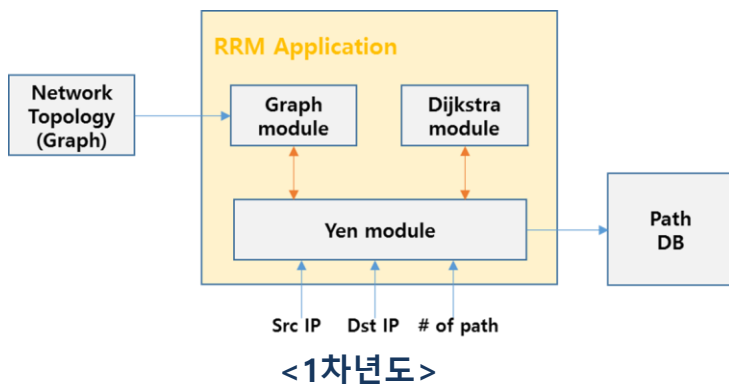 RRM Application
Network
Topology
(Graph)
Graph
module
Dijkstra
module
Yen module
Path
DB
Src IP
Dst IP
# of path
<1차년도>